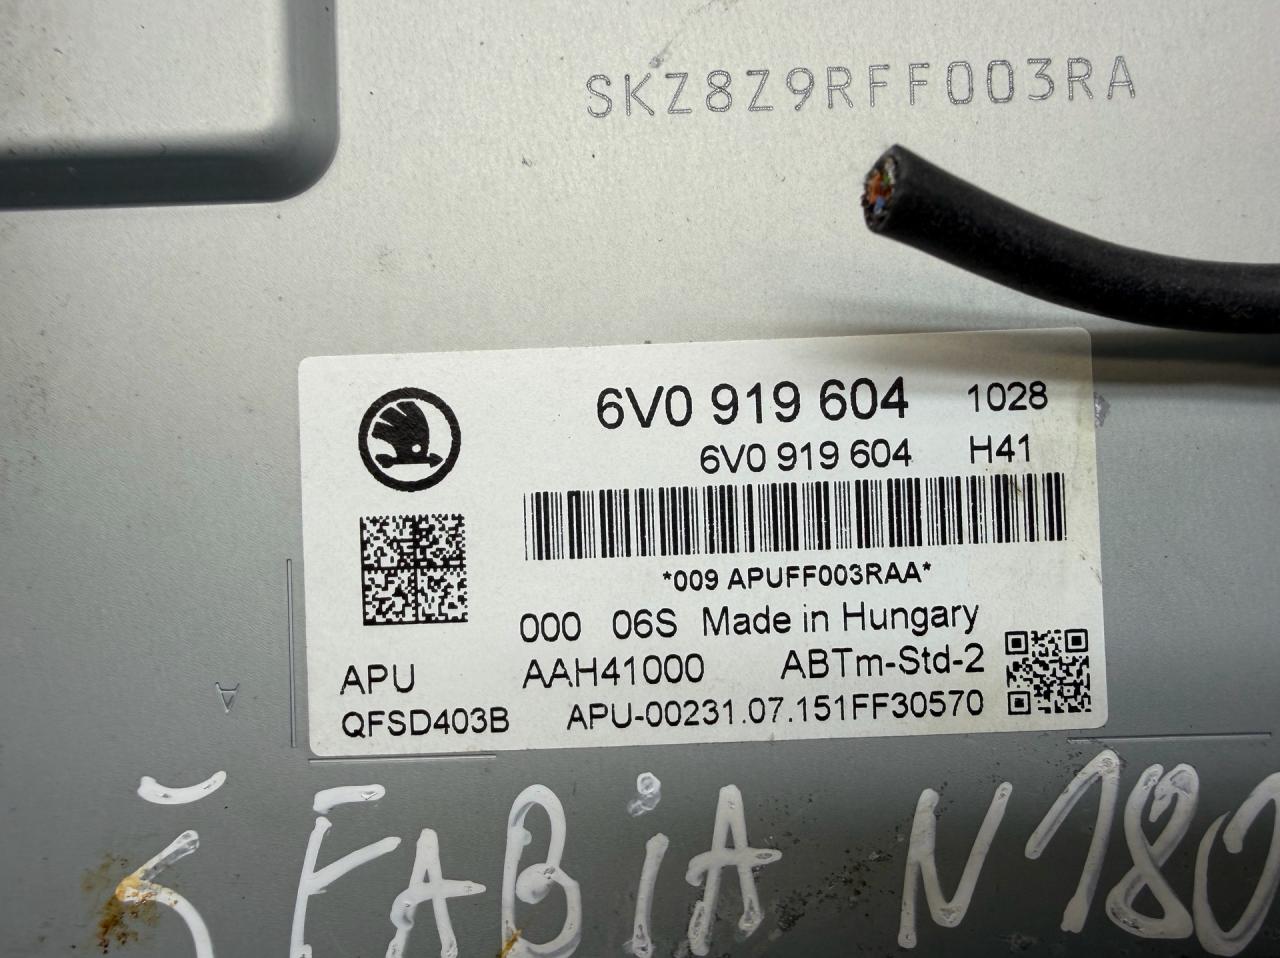 SKZ8Z9RFF003RA
6V0 919 604 1028
6V0 919 604 H41
*009 APUFF003RAA*
000 06S Made in Hungary
APU AAH41000 ABTm-Std-2
QFSD403B APU-00231.07.151FF30570
A
Š FABiA N180